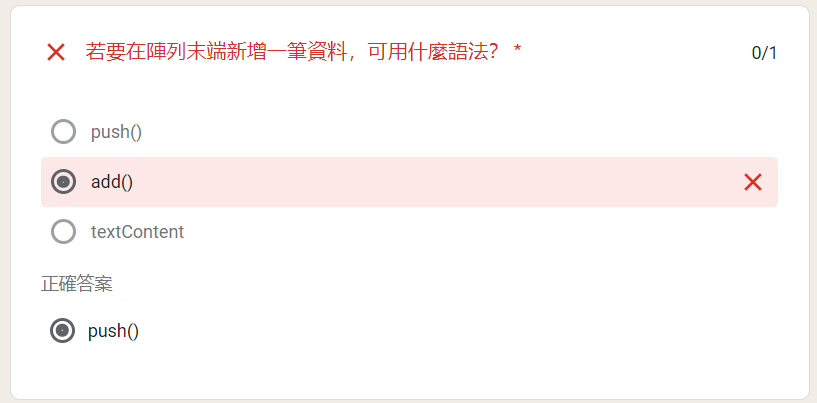 若要在陣列末端新增一筆資料，可用什麼語法？ *
0/1
push()
add()
textContent
正確答案
push()